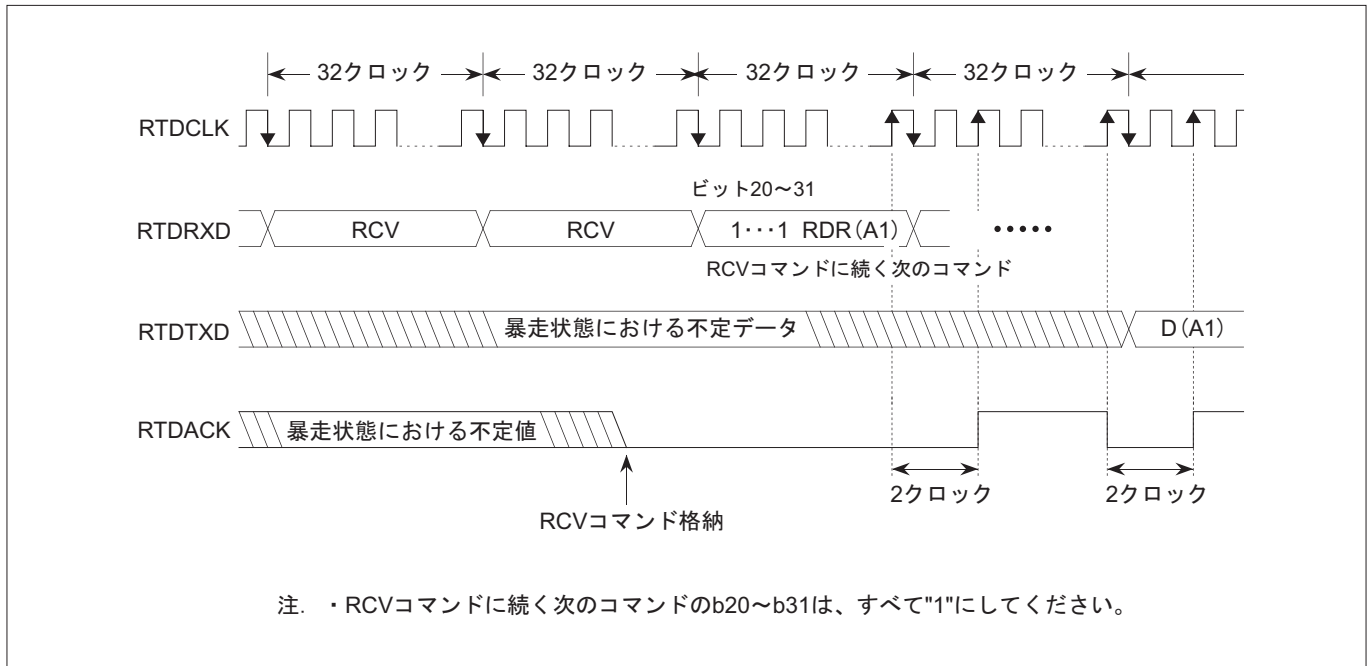 32クロック 32クロック 32クロック 32クロック
RTDCLK
ビット20～31
RTDRXD RCV RCV 1･･･1 RDR(A1) •••••
RCVコマンドに続く次のコマンド
RTDTXD 暴走状態における不定データ D(A1)
RTDACK 暴走状態における不定値
2クロック 2クロック
RCVコマンド格納
注. ・RCVコマンドに続く次のコマンドのb20～b31は、すべて"1"にしてください。